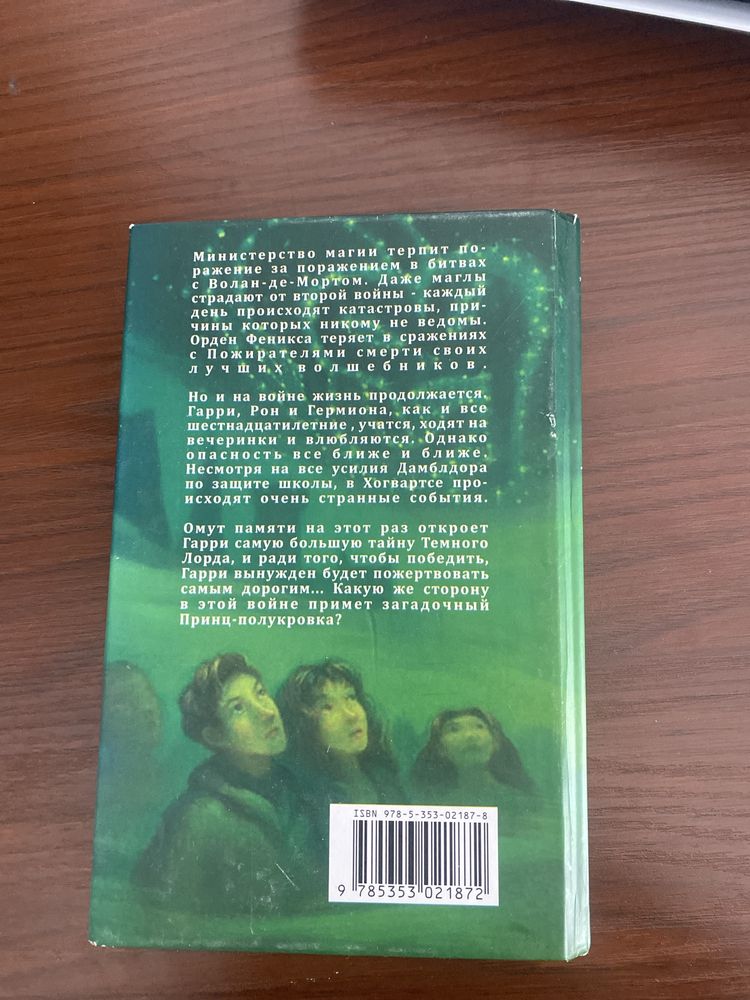 Министерство магии терпит по-
ражение за поражением в битвах
с Волан-де-Мортом. Даже маглы
страдают от второй войны - каждый
день происходят катастровы, при-
чины которых никому не ведомы.
Орден Феникса теряет в сражениях
с Пожирателями смерти своих
лучших волшебников.
Но и на войне жизнь продолжается.
Гарри, Рон и Гермиона, как и все
шестнадцатилетние , учатся, ходят на
вечеринки и влюбляются. Однако
опасность все ближе и ближе.
Несмотря на все усилия Дамблдора
по защите школы, в Хогвартсе про-
исходят очень странные события.
Омут памяти на этот раз откроет
Гарри самую большую тайну Темного
Лорда, и ради того, чтобы победить,
Гарри вынужден будет пожертвовать
самым дорогим... Какую же сторону
в этой войне примет загадочный
Принц-полукровка?
ISBN 978-5-353-02187-8
9 785353 021872